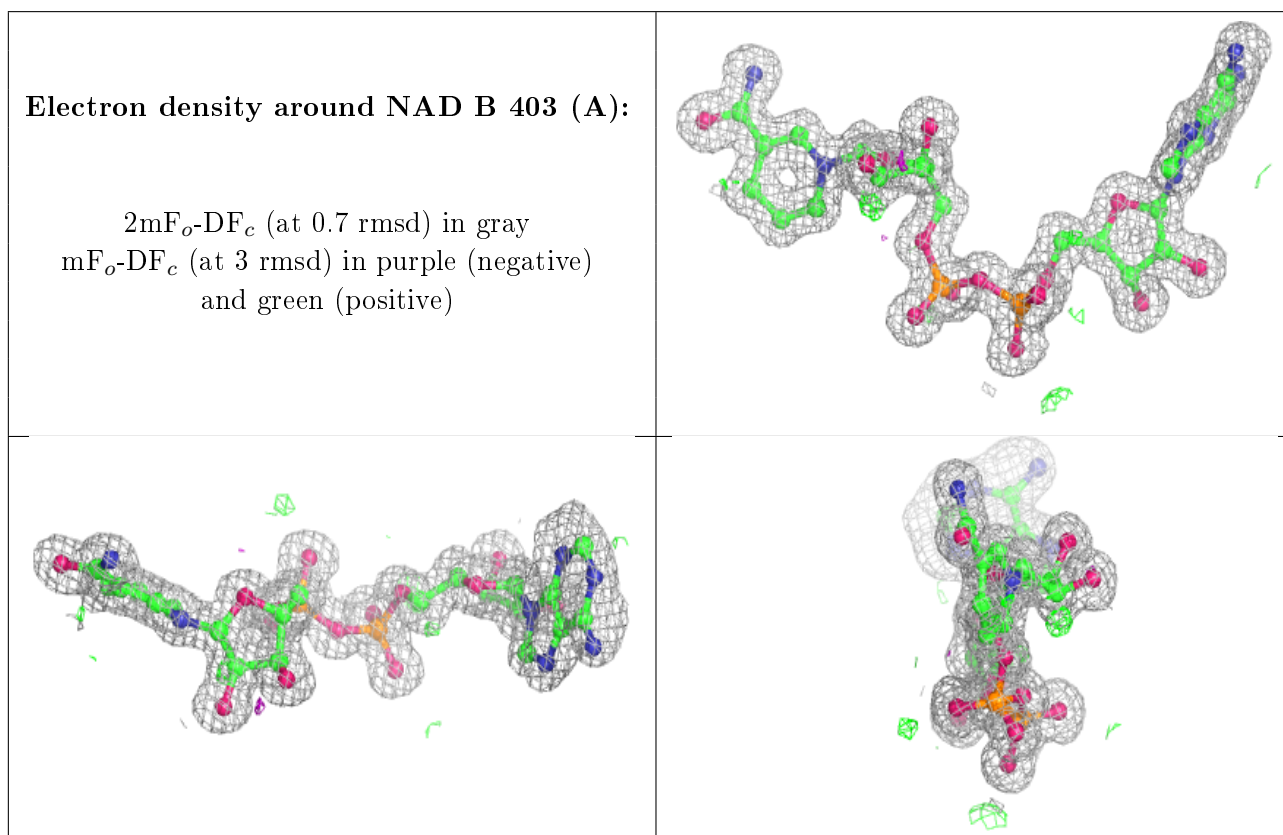 Electron density around NAD B 403 (A):
2mFo-DFc (at 0.7 rmsd) in gray
mFo-DFc (at 3 rmsd) in purple (negative)
and green (positive)